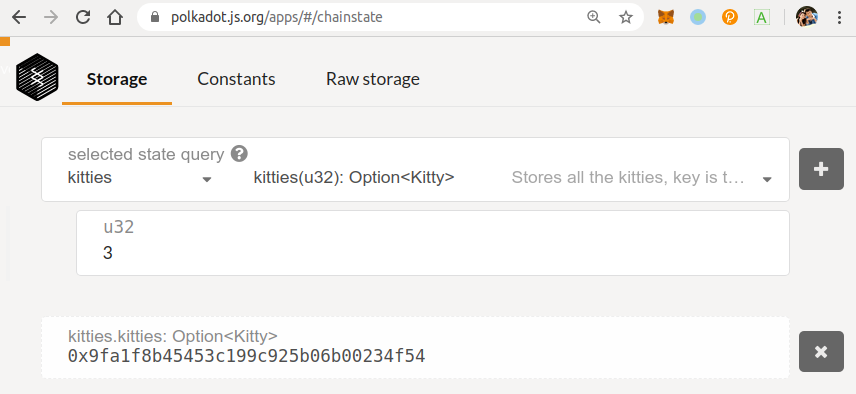 polkadot.js.org/apps/#/chainstate
Storage Constants Raw storage
selected state query ?
kitties kitties(u32): Option<Kitty> Stores all the kitties, key is t…
u32
3
kitties.kitties: Option<Kitty>
0x9fa1f8b45453c199c925b06b00234f54